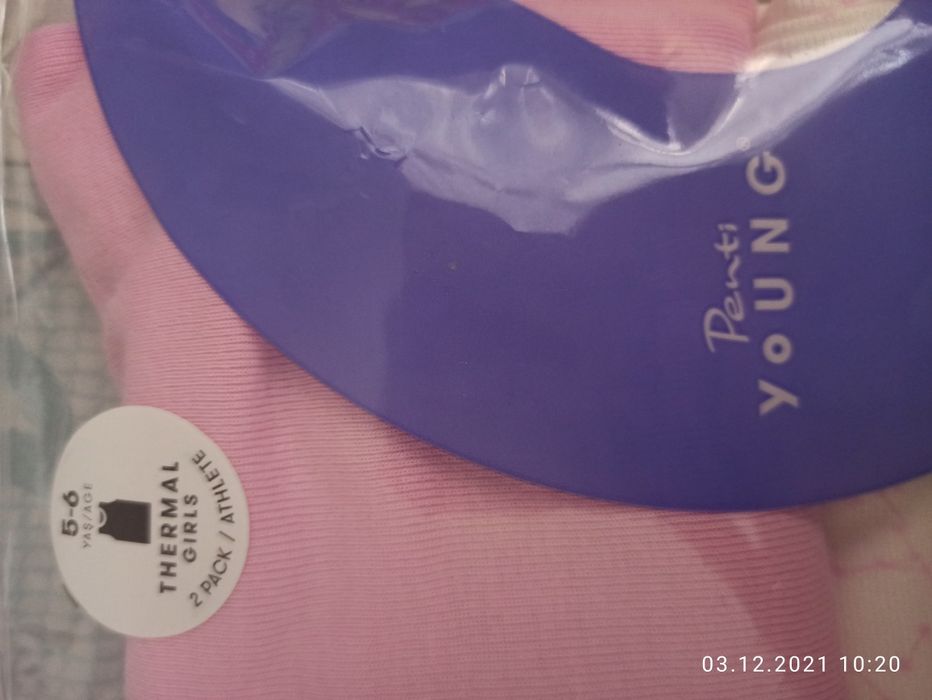 Penti
YOUNG®
5-6
YAŞ/AGE
THERMAL
GIRLS
2 PACK / ATHLETE
03.12.2021 10:20